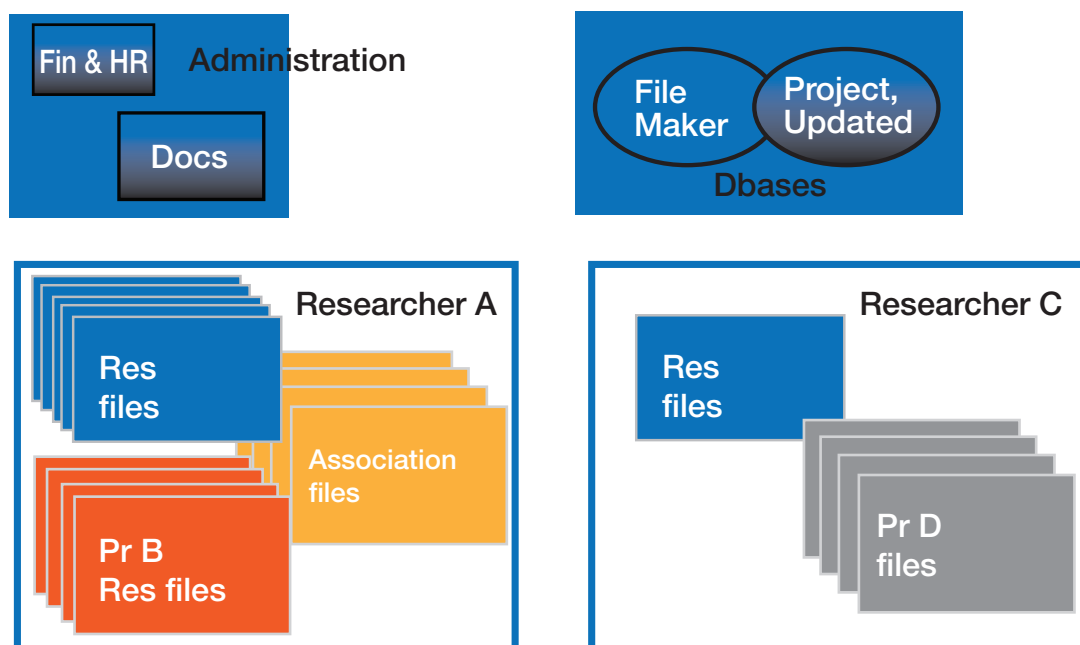 Fin & HR
Administration
Docs
File
Maker
Project,
Updated
Dbases
Researcher A
Res
files
Association
files
Pr B
Res files
Researcher C
Res
files
Pr D
files